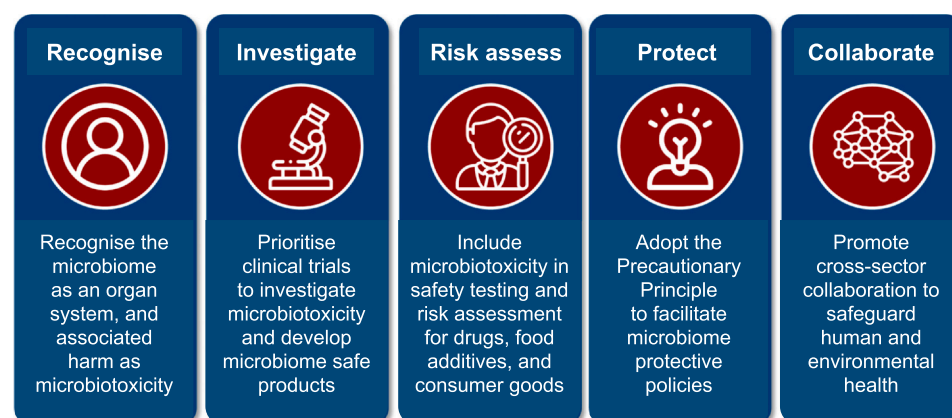 Recognise
Recognise the
microbiome
as an organ
system, and
associated
harm as
microbiotoxicity
Investigate
Prioritise
clinical trials
to investigate
microbiotoxicity
and develop
microbiome safe
products
Risk assess
Include
microbiotoxicity in
safety testing and
risk assessment
for drugs, food
additives, and
consumer goods
Protect
Adopt the
Precautionary
Principle
to facilitate
microbiome
protective
policies
Collaborate
Promote
cross-sector
collaboration to
safeguard
human and
environmental
health